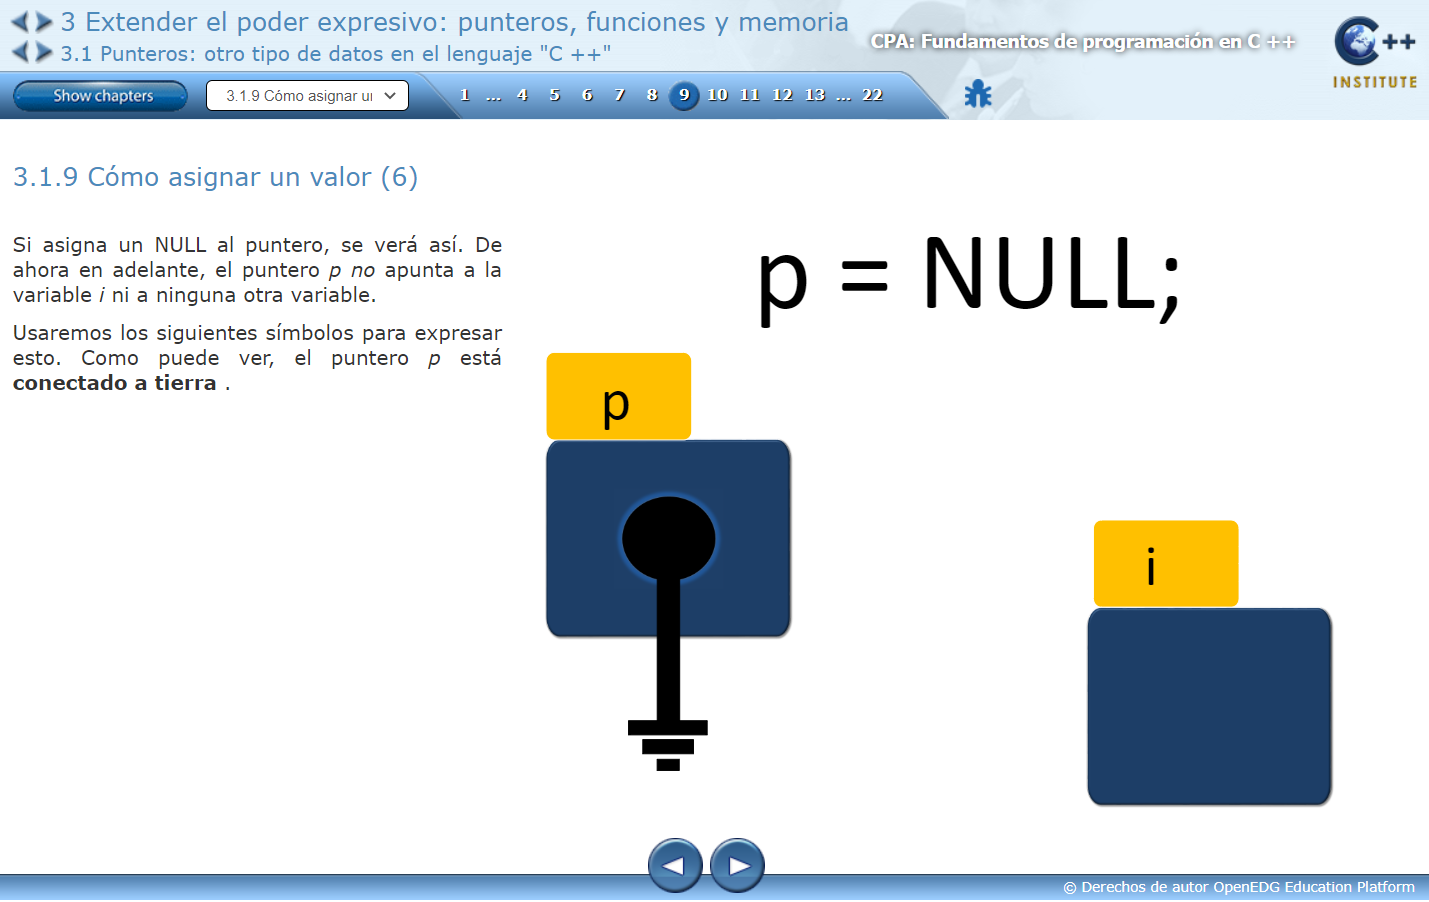 3 Extender el poder expresivo: punteros, funciones y memoria
3.1 Punteros: otro tipo de datos en el lenguaje "C ++"
CPA: Fundamentos de programación en C ++
C++
INSTITUTE
Show chapters
3.1.9 Cómo asignar ur
1 ... 4 5 6 7 8 9 10 11 12 13 ... 22
3.1.9 Cómo asignar un valor (6)
Si asigna un NULL al puntero, se verá así. De
ahora en adelante, el puntero p no apunta a la
variable i ni a ninguna otra variable.
Usaremos los siguientes símbolos para expresar
esto. Como puede ver, el puntero p está
conectado a tierra .
p = NULL;
p
i
© Derechos de autor OpenEDG Education Platform